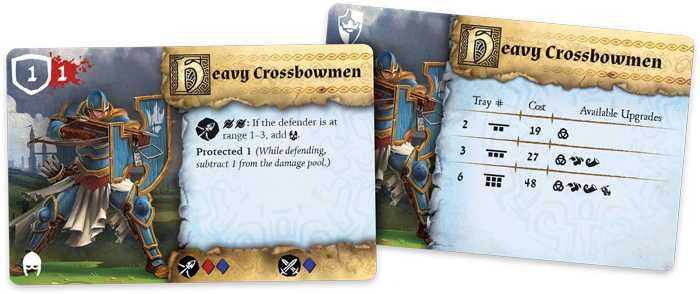 1 1
Heavy Crossbowmen
: If the defender is at
range 1–3, add .
Protected 1 (While defending,
subtract 1 from the damage pool.)
Heavy Crossbowmen
Tray # Cost Available Upgrades
2 19
3 27
6 48